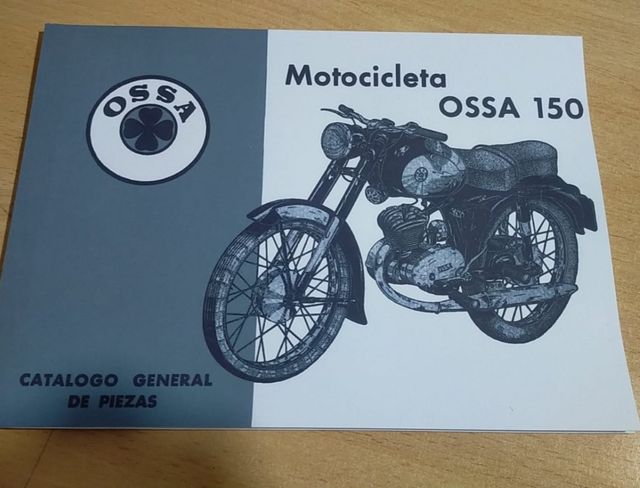 OSSA
Motocicleta
OSSA 150
CATALOGO GENERAL
DE PIEZAS